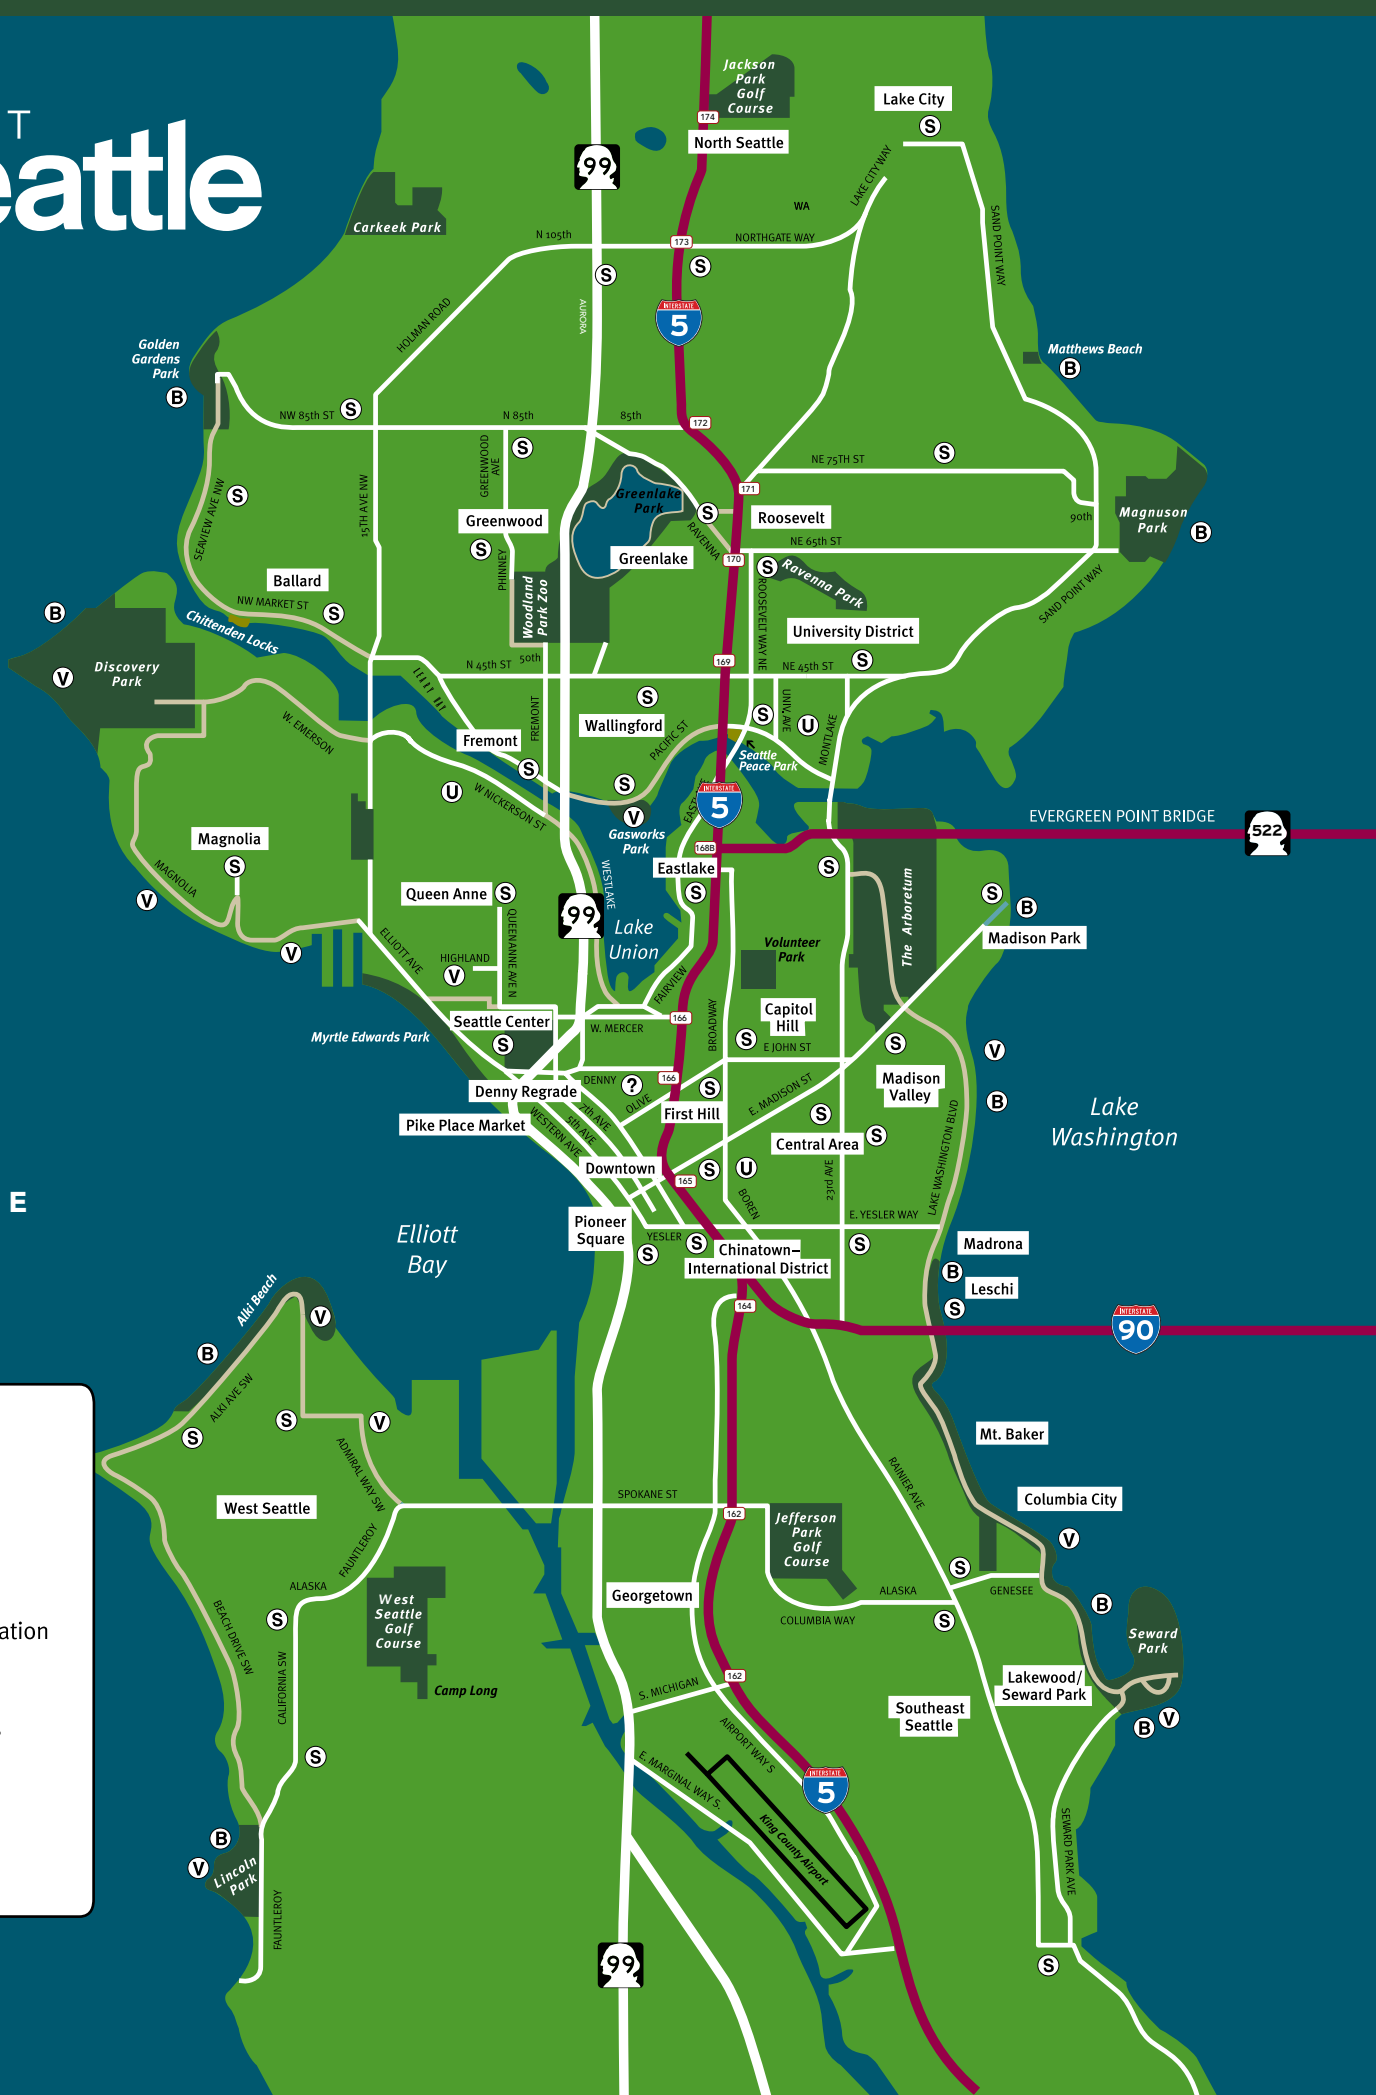 T
eattle
Jackson
Park
Golf
Course
Lake City
S
174
North Seattle
99
LAKE CITY WAY
WA
Carkeek Park
N 105th
173
NORTHGATE WAY
SAND POINT WAY
S
S
AURORA
INTERSTATE
5
HOLMAN ROAD
Golden
Gardens
Park
B
Matthews Beach
B
NW 85th ST
S
N 85th
85th
172
GREENWOOD
AVE
S
NE 75TH ST
S
SEAVIEW AVE NW
S
15TH AVE NW
Greenlake
Park
171
Greenwood
S
Roosevelt
90th
Magnuson
Park
B
RAVENNA
NE 65th ST
S
PHINNEY
Greenlake
170
S
Ravenna Park
Ballard
Woodland
Park Zoo
ROOSEVELT WAY NE
SAND POINT WAY
B
NW MARKET ST
S
Chittenden Locks
University District
Discovery
Park
V
N 45th ST
50th
169
NE 45th ST
S
S
FREMONT
UNIV. AVE
W. EMERSON
Wallingford
PACIFIC ST
S
U
MONTLAKE
Fremont
Seattle
Peace Park
S
S
U
W NICKERSON ST
INTERSTATE
5
V
Gasworks
Park
EVERGREEN POINT BRIDGE
522
Magnolia
S
168B
MAGNOLIA
WESTLAKE
Eastlake
S
The Arboretum
V
Queen Anne
S
S
S
B
99
QUEEN ANNE AVE N
Lake
Union
Madison Park
ELLIOTT AVE
V
HIGHLAND
V
Volunteer
Park
FAIRVIEW
Myrtle Edwards Park
Seattle Center
S
W. MERCER
166
BROADWAY
Capitol
Hill
S
E JOHN ST
S
V
Denny Regrade
DENNY
?
166
S
Madison
Valley
B
Lake
Washington
Pike Place Market
OLIVE
7th AVE
5th AVE
WESTERN AVE
First Hill
E. MADISON ST
S
Central Area
S
LAKE WASHINGTON BLVD
Downtown
S
U
165
23rd AVE
E
BOREN
Elliott
Bay
Pioneer
Square
YESLER
S
S
E. YESLER WAY
S
Chinatown–
International District
Madrona
B
Leschi
S
164
INTERSTATE
90
Alki Beach
V
B
ALKI AVE SW
S
S
V
ADMIRAL WAY SW
Mt. Baker
RAINIER AVE
West Seattle
SPOKANE ST
162
Columbia City
V
Jefferson
Park
Golf
Course
FAUNTLEROY
ALASKA
S
West
Seattle
Golf
Course
Georgetown
S
ALASKA
GENESEE
COLUMBIA WAY
S
B
Seward
Park
ation
BEACH DRIVE SW
CALIFORNIA SW
Camp Long
S. MICHIGAN
162
Lakewood/
Seward Park
Southeast
Seattle
B
V
S
AIRPORT WAY S
E. MARGINAL WAY S.
INTERSTATE
5
King County Airport
SEWARD PARK AVE
B
V
Lincoln
Park
FAUNTLEROY
99
S